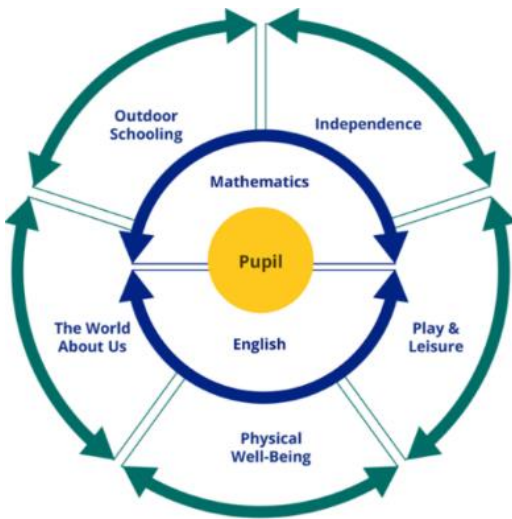 Outdoor
Schooling
Independence
Mathematics
Pupil
The World
About Us
English
Play &
Leisure
Physical
Well-Being